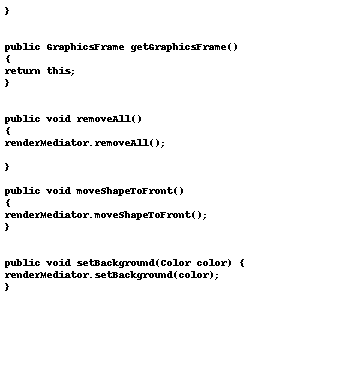 }
public GraphicsFrame getGraphicsFrame()
{
return this;
}
public void removeAll()
{
renderMediator.removeAll();
}
public void moveShapeToFront()
{
renderMediator.moveShapeToFront();
}
public void setBackground(Color color) {
renderMediator.setBackground(color);
}